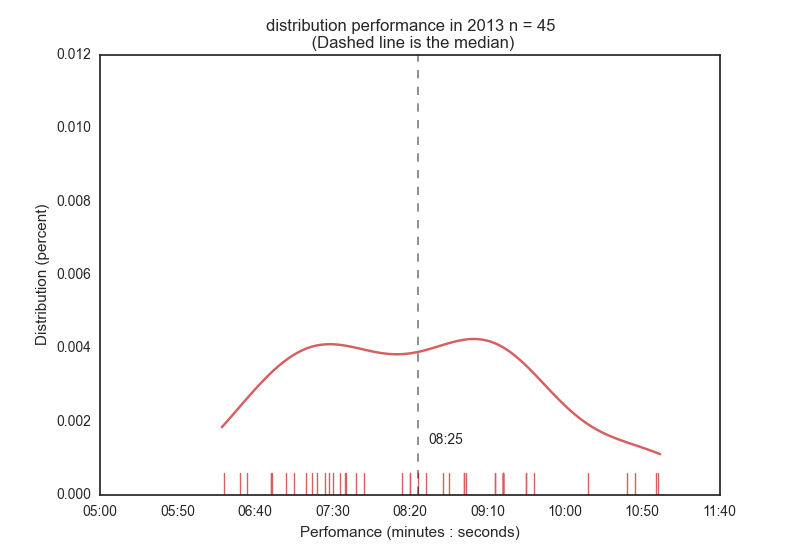 distribution performance in 2013 n = 45
(Dashed line is the median)
0.012
0.010
0.008
0.006
0.004
0.002
0.000
Distribution (percent)
08:25
05:00 05:50 06:40 07:30 08:20 09:10 10:00 10:50 11:40
Perfomance (minutes : seconds)